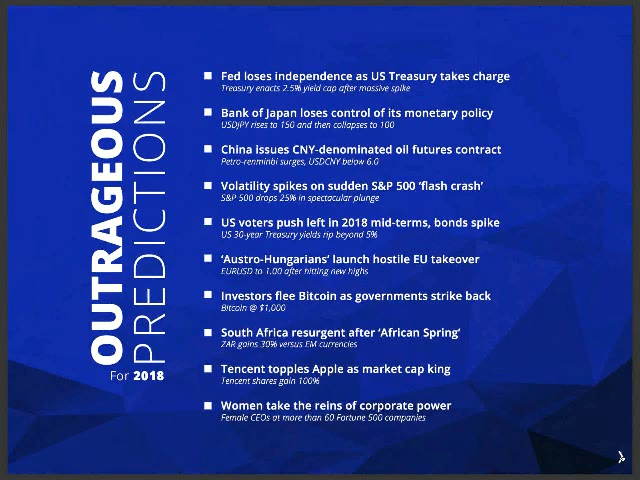 OUTRAGEOUS
PREDICTIONS
For 2018
Fed loses independence as US Treasury takes charge
Treasury enacts 2.5% yield cap after massive spike
Bank of Japan loses control of its monetary policy
USDJPY rises to 150 and then collapses to 100
China issues CNY-denominated oil futures contract
Petro-renminbi surges, USDCNY below 6.0
Volatility spikes on sudden S&P 500 ‘flash crash’
S&P 500 drops 25% in spectacular plunge
US voters push left in 2018 mid-terms, bonds spike
US 30-year Treasury yields rip beyond 5%
‘Austro-Hungarians’ launch hostile EU takeover
EURUSD to 1.00 after hitting new highs
Investors flee Bitcoin as governments strike back
Bitcoin @ $1,000
South Africa resurgent after ‘African Spring’
ZAR gains 30% versus EM currencies
Tencent topples Apple as market cap king
Tencent shares gain 100%
Women take the reins of corporate power
Female CEOs at more than 60 Fortune 500 companies